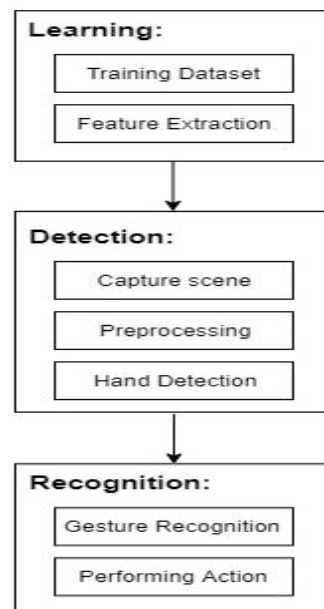 Learning:
Training Dataset
Feature Extraction
Detection:
Capture scene
Preprocessing
Hand Detection
Recognition:
Gesture Recognition
Performing Action